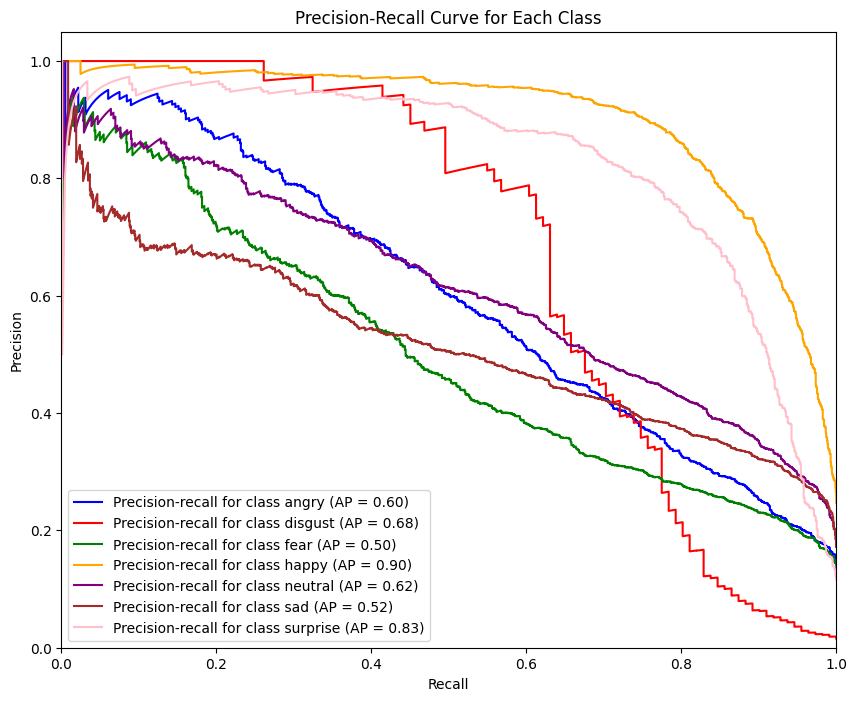 Precision-Recall Curve for Each Class
1.0
0.8
0.6
0.4
0.2
0.0
Precision
Precision-recall for class angry (AP = 0.60)
Precision-recall for class disgust (AP = 0.68)
Precision-recall for class fear (AP = 0.50)
Precision-recall for class happy (AP = 0.90)
Precision-recall for class neutral (AP = 0.62)
Precision-recall for class sad (AP = 0.52)
Precision-recall for class surprise (AP = 0.83)
0.0 0.2 0.4 0.6 0.8 1.0
Recall